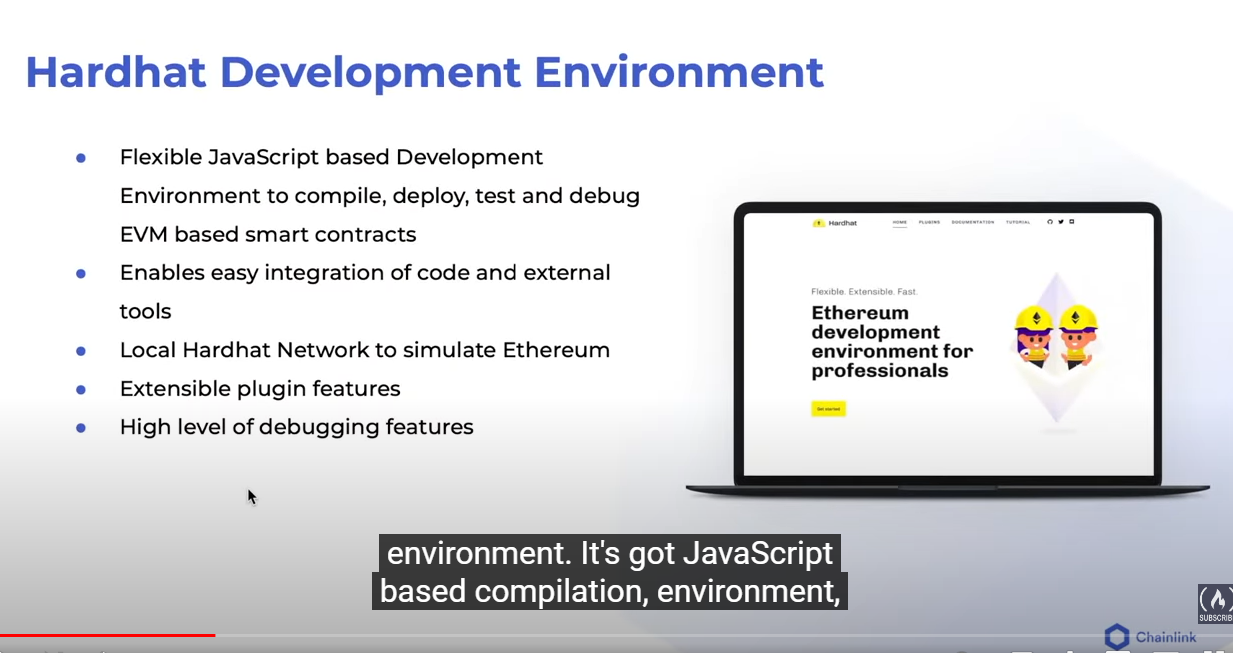 Hardhat Development Environment
Flexible JavaScript based Development
Environment to compile, deploy, test and debug
EVM based smart contracts
Enables easy integration of code and external
tools
Local Hardhat Network to simulate Ethereum
Extensible plugin features
High level of debugging features
Hardhat
HOME PLUGINS DOCUMENTATION TUTORIAL
Flexible. Extensible. Fast.
Ethereum
development
environment for
professionals
Get started
environment. It's got JavaScript
based compilation, environment,
SUBSCRIB
Chainlink